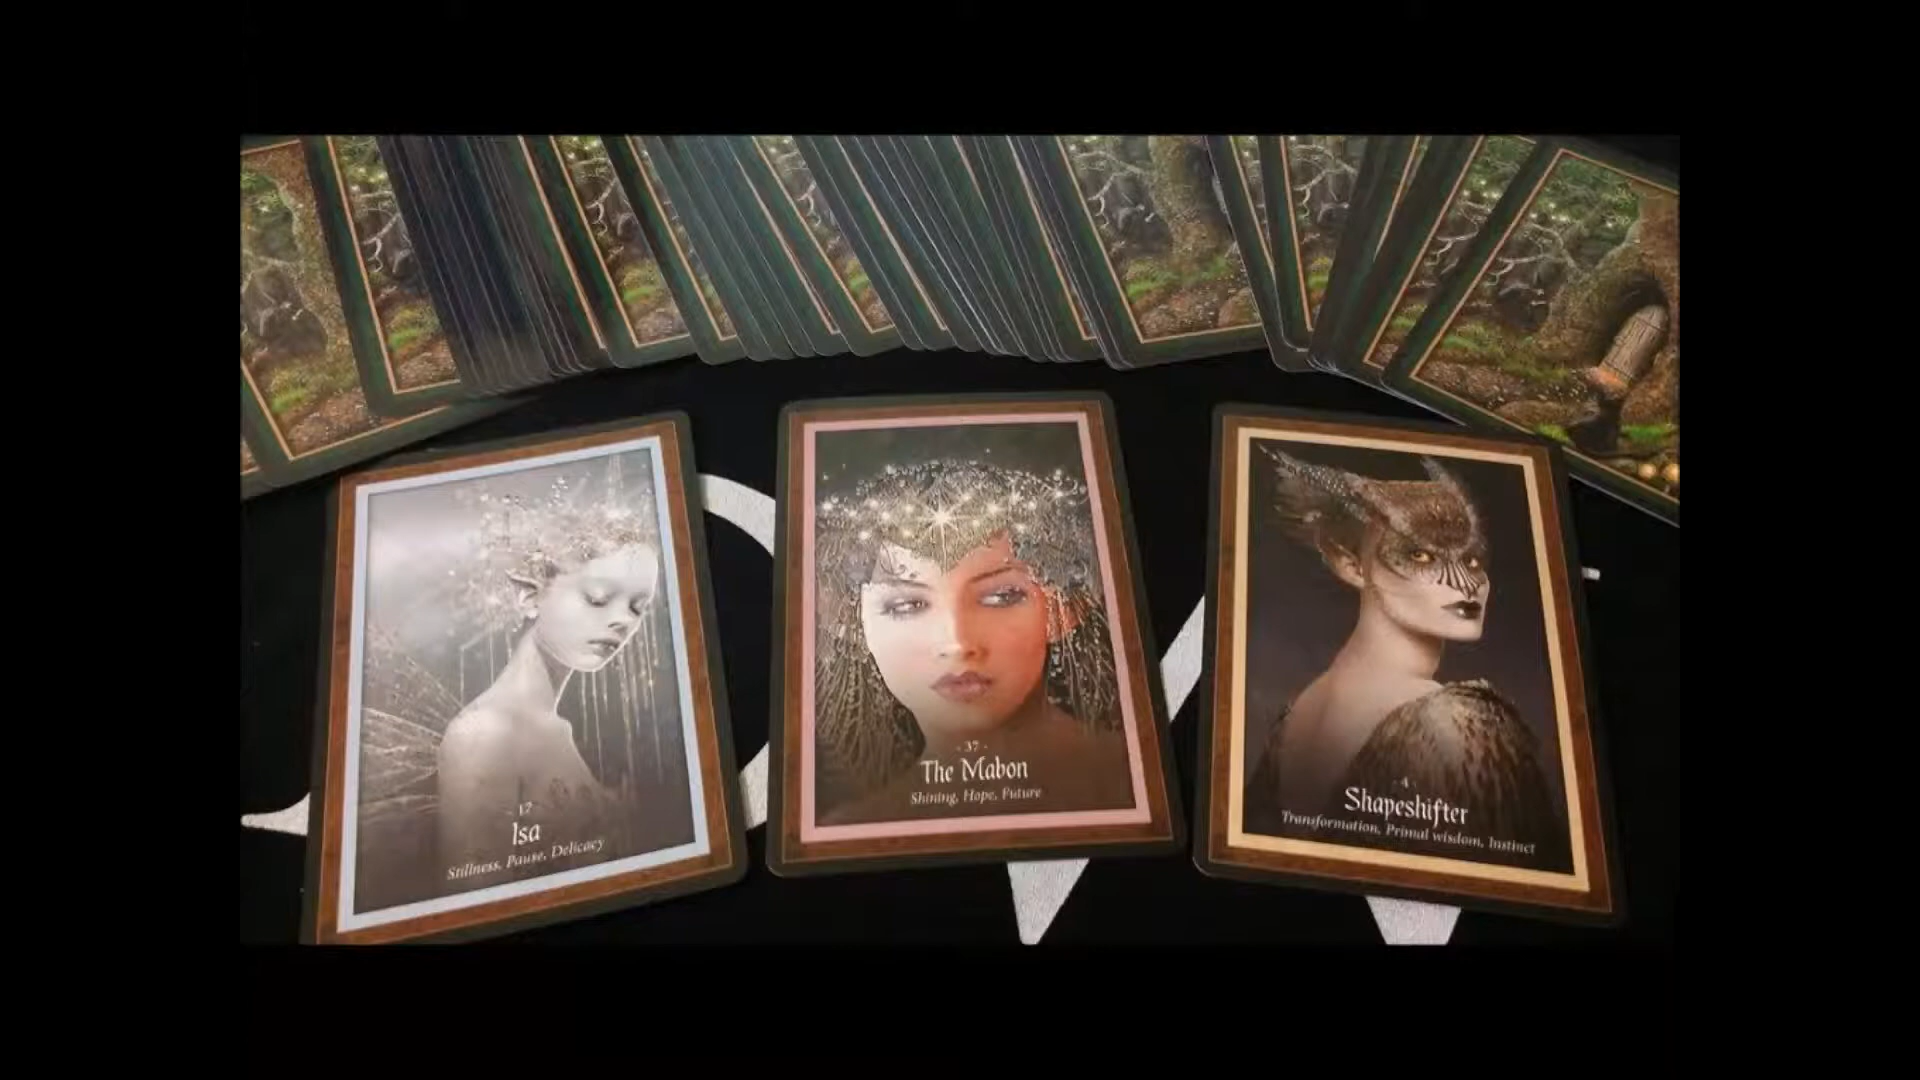 - 17 -
Isa
Stillness, Pause, Delicacy
- 37 -
The Mabon
Shining, Hope, Future
- 4 -
Shapeshifter
Transformation, Primal wisdom, Instinct